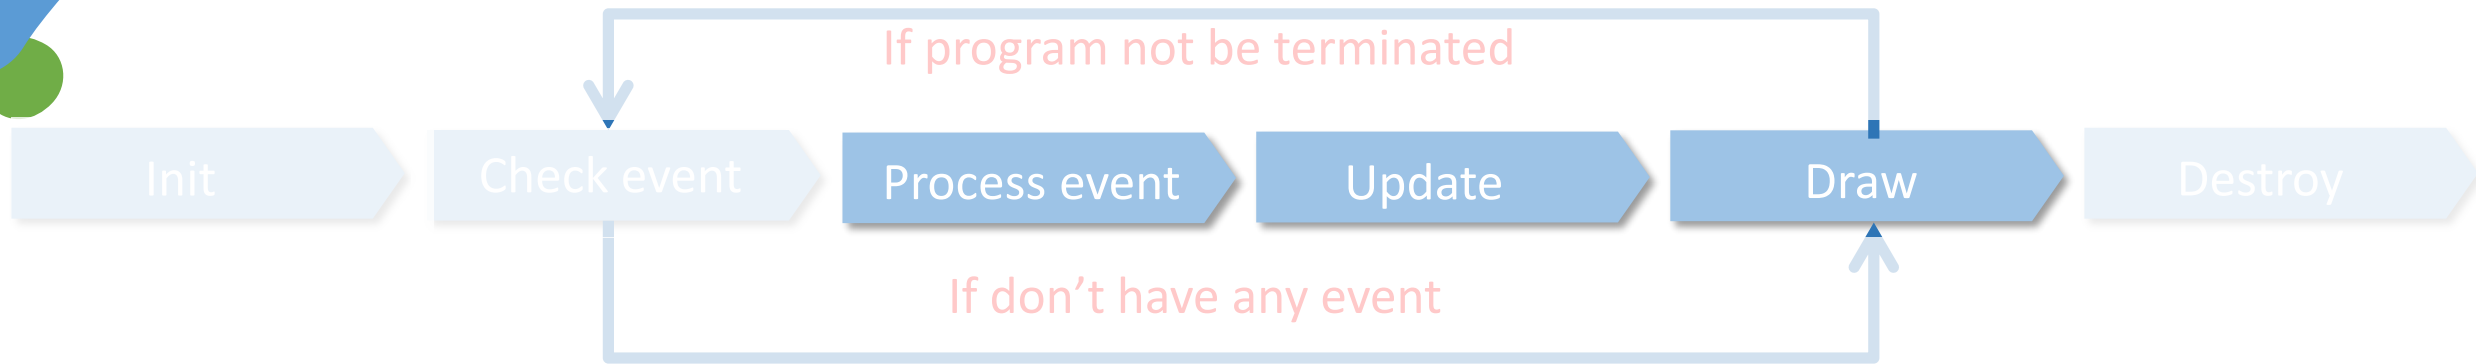 If program not be terminated
Init
Check event
Process event
Update
Draw
Destroy
If don’t have any event